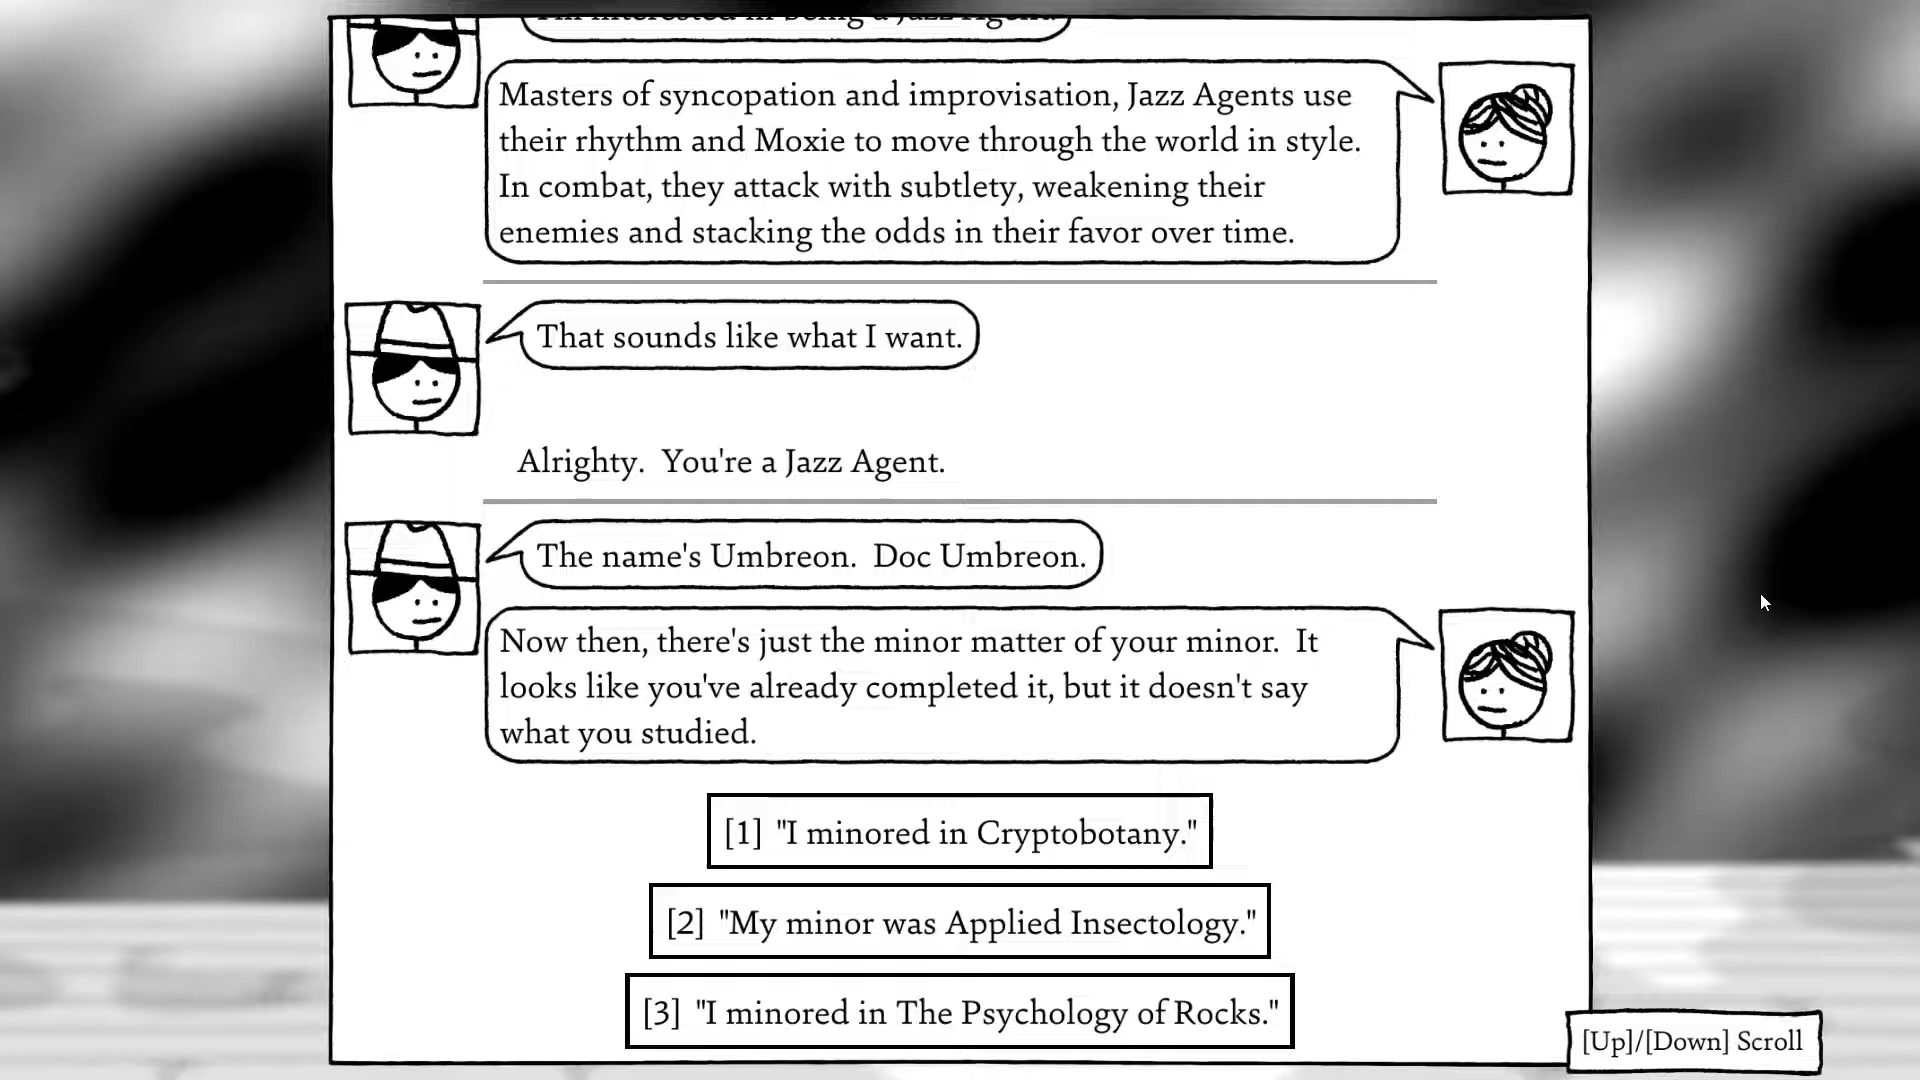 I'm interested in being a Jazz Agent.
Masters of syncopation and improvisation, Jazz Agents use
their rhythm and Moxie to move through the world in style.
In combat, they attack with subtlety, weakening their
enemies and stacking the odds in their favor over time.
That sounds like what I want.
Alrighty.  You're a Jazz Agent.
The name's Umbreon.  Doc Umbreon.
Now then, there's just the minor matter of your minor.  It
looks like you've already completed it, but it doesn't say
what you studied.
[1] "I minored in Cryptobotany."
[2] "My minor was Applied Insectology."
[3] "I minored in The Psychology of Rocks."
[Up]/[Down] Scroll